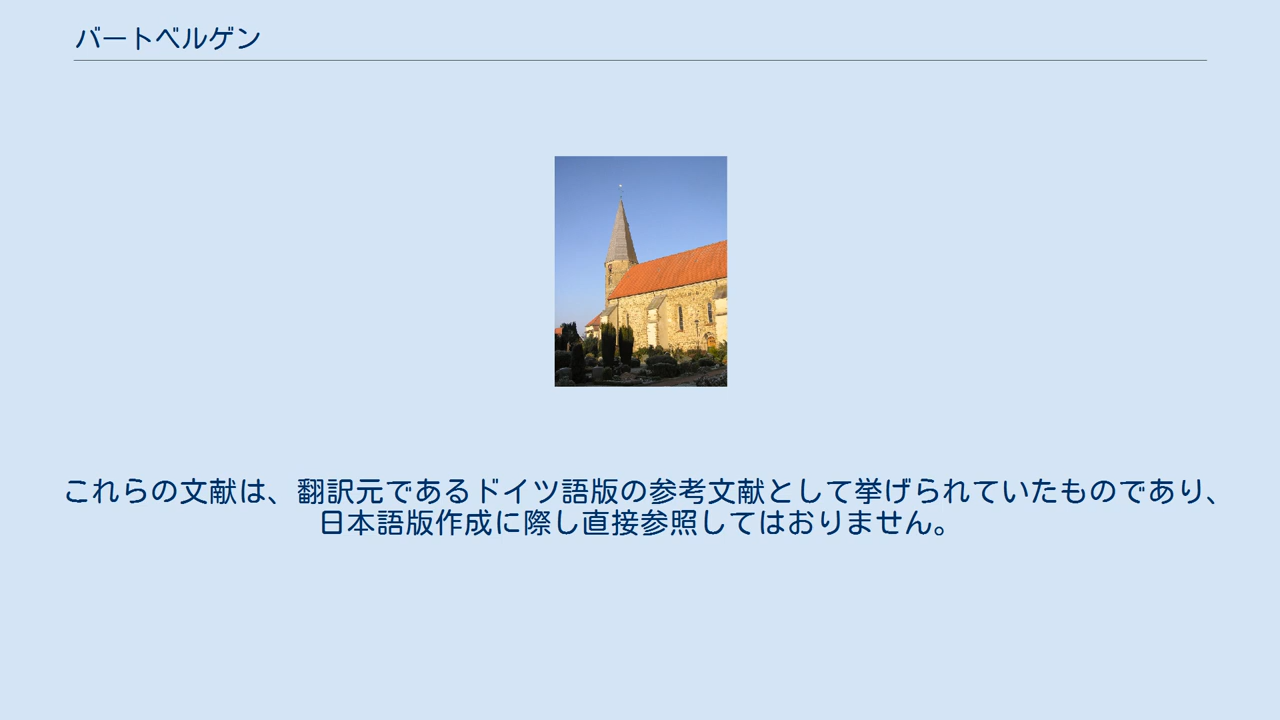 バートベルゲン
これらの文献は、翻訳元であるドイツ語版の参考文献として挙げられていたものであり、
日本語版作成に際し直接参照してはおりません。